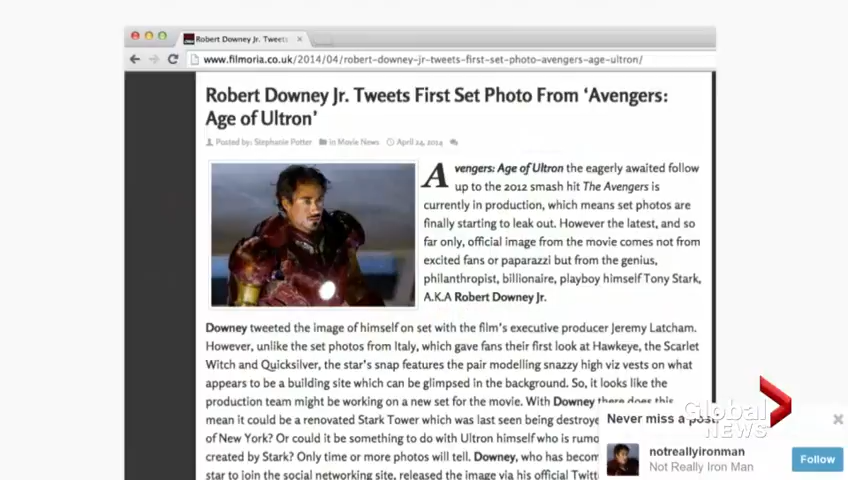 Robert Downey Jr. Tweets
www.filmoria.co.uk/2014/04/robert-downey-jr-tweets-first-set-photo-avengers-age-ultron/
Robert Downey Jr. Tweets First Set Photo From ‘Avengers:
Age of Ultron’
Posted by: Stephanie Potter in Movie News April 24, 2014
Avengers: Age of Ultron the eagerly awaited follow
up to the 2012 smash hit The Avengers is
currently in production, which means set photos are
finally starting to leak out. However the latest, and so
far only, official image from the movie comes not from
excited fans or paparazzi but from the genius,
philanthropist, billionaire, playboy himself Tony Stark,
A.K.A Robert Downey Jr.
Downey tweeted the image of himself on set with the film’s executive producer Jeremy Latcham.
However, unlike the set photos from Italy, which gave fans their first look at Hawkeye, the Scarlet
Witch and Quicksilver, the star’s snap features the pair modelling snazzy high viz vests on what
appears to be a building site which can be glimpsed in the background. So, it looks like the
production team might be working on a new set for the movie. With Downey there does this
mean it could be a renovated Stark Tower which was last seen being destroye
of New York? Or could it be something to do with Ultron himself who is rumo
created by Stark? Only time or more photos will tell. Downey, who has becom
star to join the social networking site, released the image via his official Twitt
Never miss a post!
Global
NEWS
notreallyironman
Not Really Iron Man
Follow